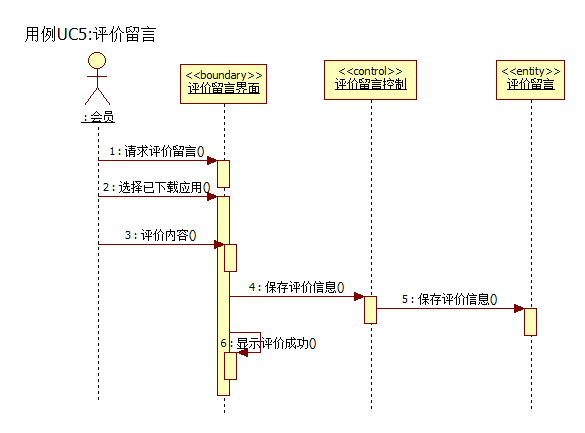 用例UC5:评价留言
<<boundary>>
评价留言界面
<<control>>
评价留言控制
<<entity>>
评价留言
: 会员
1 : 请求评价留言()
2 : 选择已下载应用()
3 : 评价内容()
4 : 保存评价信息()
5 : 保存评价信息()
6 : 显示评价成功()